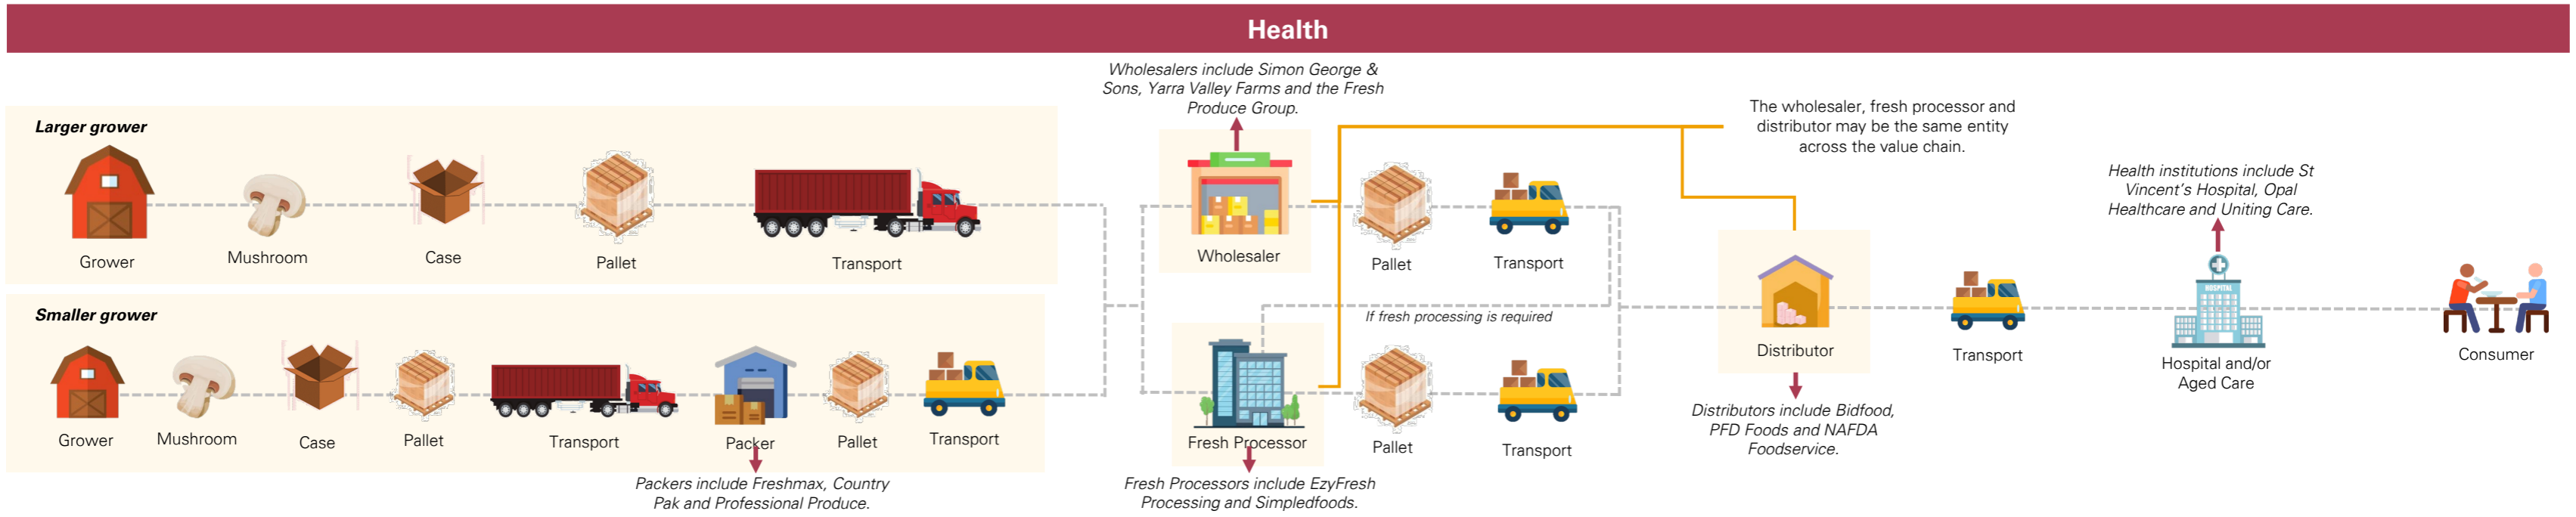 Health
Wholesalers include Simon George &
Sons, Yarra Valley Farms and the Fresh
Produce Group.
The wholesaler, fresh processor and
distributor may be the same entity
across the value chain.
Health institutions include St
Vincent's Hospital, Opal
Healthcare and Uniting Care.
Larger grower
Grower
Mushroom
Case
Pallet
Transport
Wholesaler
Pallet
Transport
If fresh processing is required
Smaller grower
Grower
Mushroom
Case
Pallet
Transport
Packer
Pallet
Transport
Packers include Freshmax, Country
Pak and Professional Produce.
Fresh Processor
Pallet
Transport
Fresh Processors include EzyFresh
Processing and Simpledfoods.
Distributor
Distributors include Bidfood,
PFD Foods and NAFDA
Foodservice.
Transport
HOSPITAL
Hospital and/or
Aged Care
Consumer